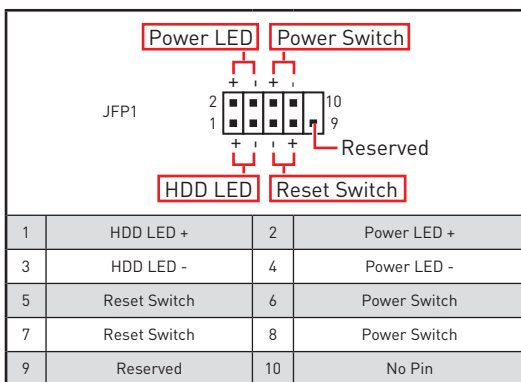 Power LED Power Switch
+ - + -
JFP1
2 10
1 9
+ - - +
Reserved
HDD LED Reset Switch
1 HDD LED + 2 Power LED +
3 HDD LED - 4 Power LED -
5 Reset Switch 6 Power Switch
7 Reset Switch 8 Power Switch
9 Reserved 10 No Pin